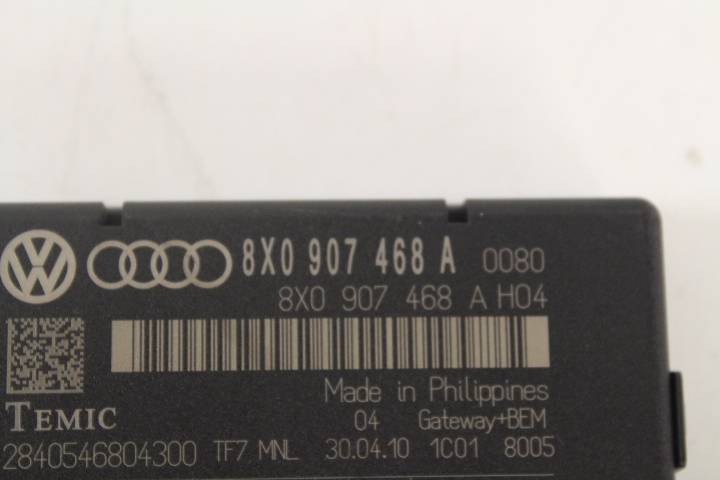 8X0 907 468 A 0080
8X0 907 468 A H04
Made in Philippines
TEMIC 04 Gateway+BEM
2840546804300 TF7 MNL 30.04.10 1C01 8005